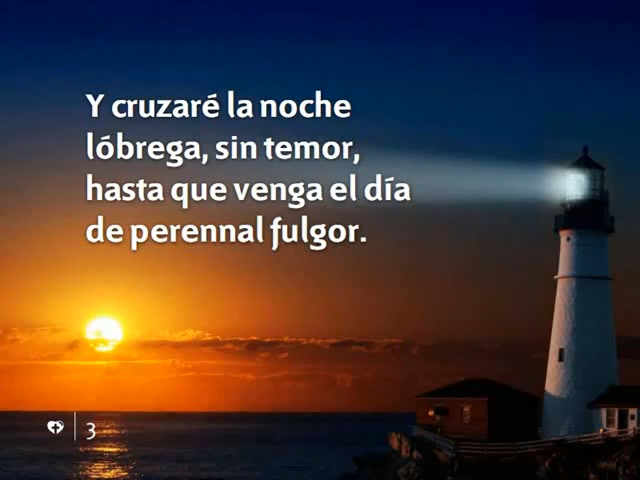 Y cruzaré la noche
lóbrega, sin temor,
hasta que venga el día
de perennal fulgor.
3